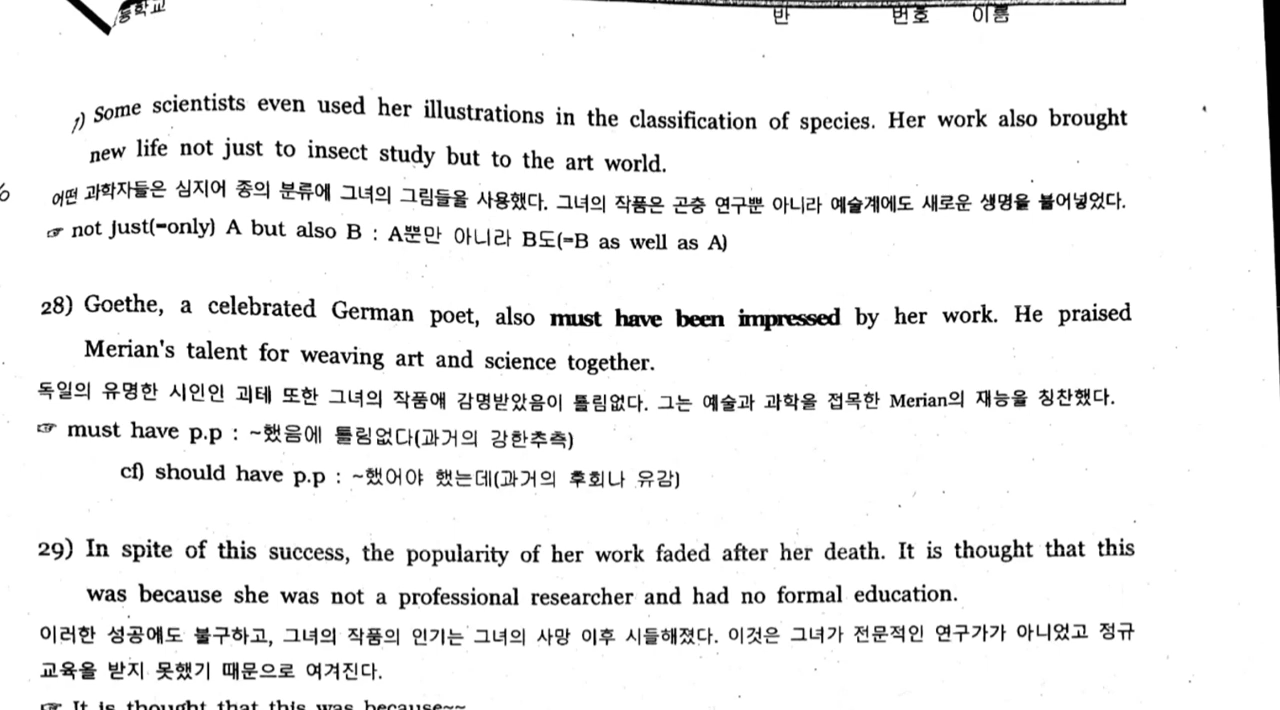 등학교
반 번호 이름
7) Some scientists even used her illustrations in the classification of species. Her work also brought
new life not just to insect study but to the art world.
어떤 과학자들은 심지어 종의 분류에 그녀의 그림들을 사용했다. 그녀의 작품은 곤충 연구뿐 아니라 예술계에도 새로운 생명을 불어넣었다.
☞ not just(=only) A but also B : A뿐만 아니라 B도(=B as well as A)
28) Goethe, a celebrated German poet, also must have been impressed by her work. He praised
Merian's talent for weaving art and science together.
독일의 유명한 시인인 괴테 또한 그녀의 작품에 감명받았음이 틀림없다. 그는 예술과 과학을 접목한 Merian의 재능을 칭찬했다.
☞ must have p.p : ~했음에 틀림없다(과거의 강한추측)
cf) should have p.p : ~했어야 했는데(과거의 후회나 유감)
29) In spite of this success, the popularity of her work faded after her death. It is thought that this
was because she was not a professional researcher and had no formal education.
이러한 성공에도 불구하고, 그녀의 작품의 인기는 그녀의 사망 이후 시들해졌다. 이것은 그녀가 전문적인 연구가가 아니었고 정규
교육을 받지 못했기 때문으로 여겨진다.
☞ It is thought that this was because~~